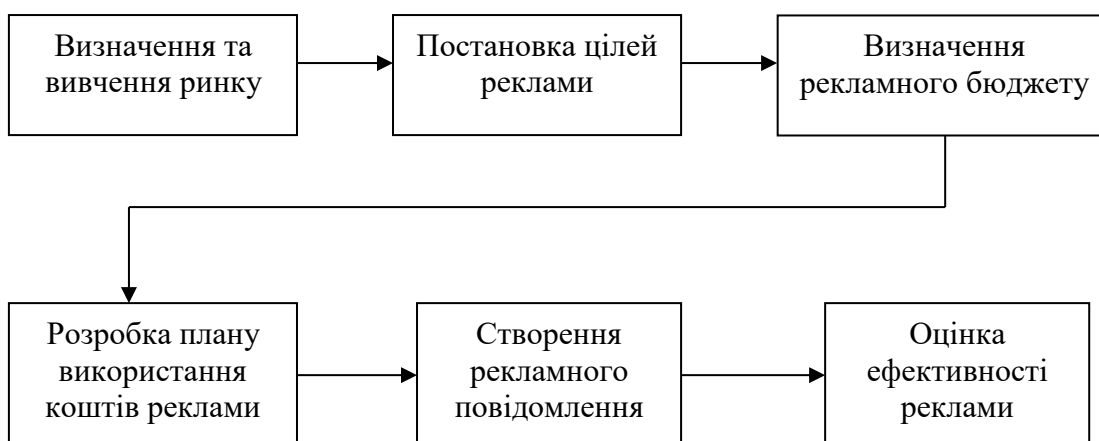 Визначення та
вивчення ринку
Постановка цілей
реклами
Визначення
рекламного бюджету
Розробка плану
використання
коштів реклами
Створення
рекламного
повідомлення
Оцінка
ефективності
реклами